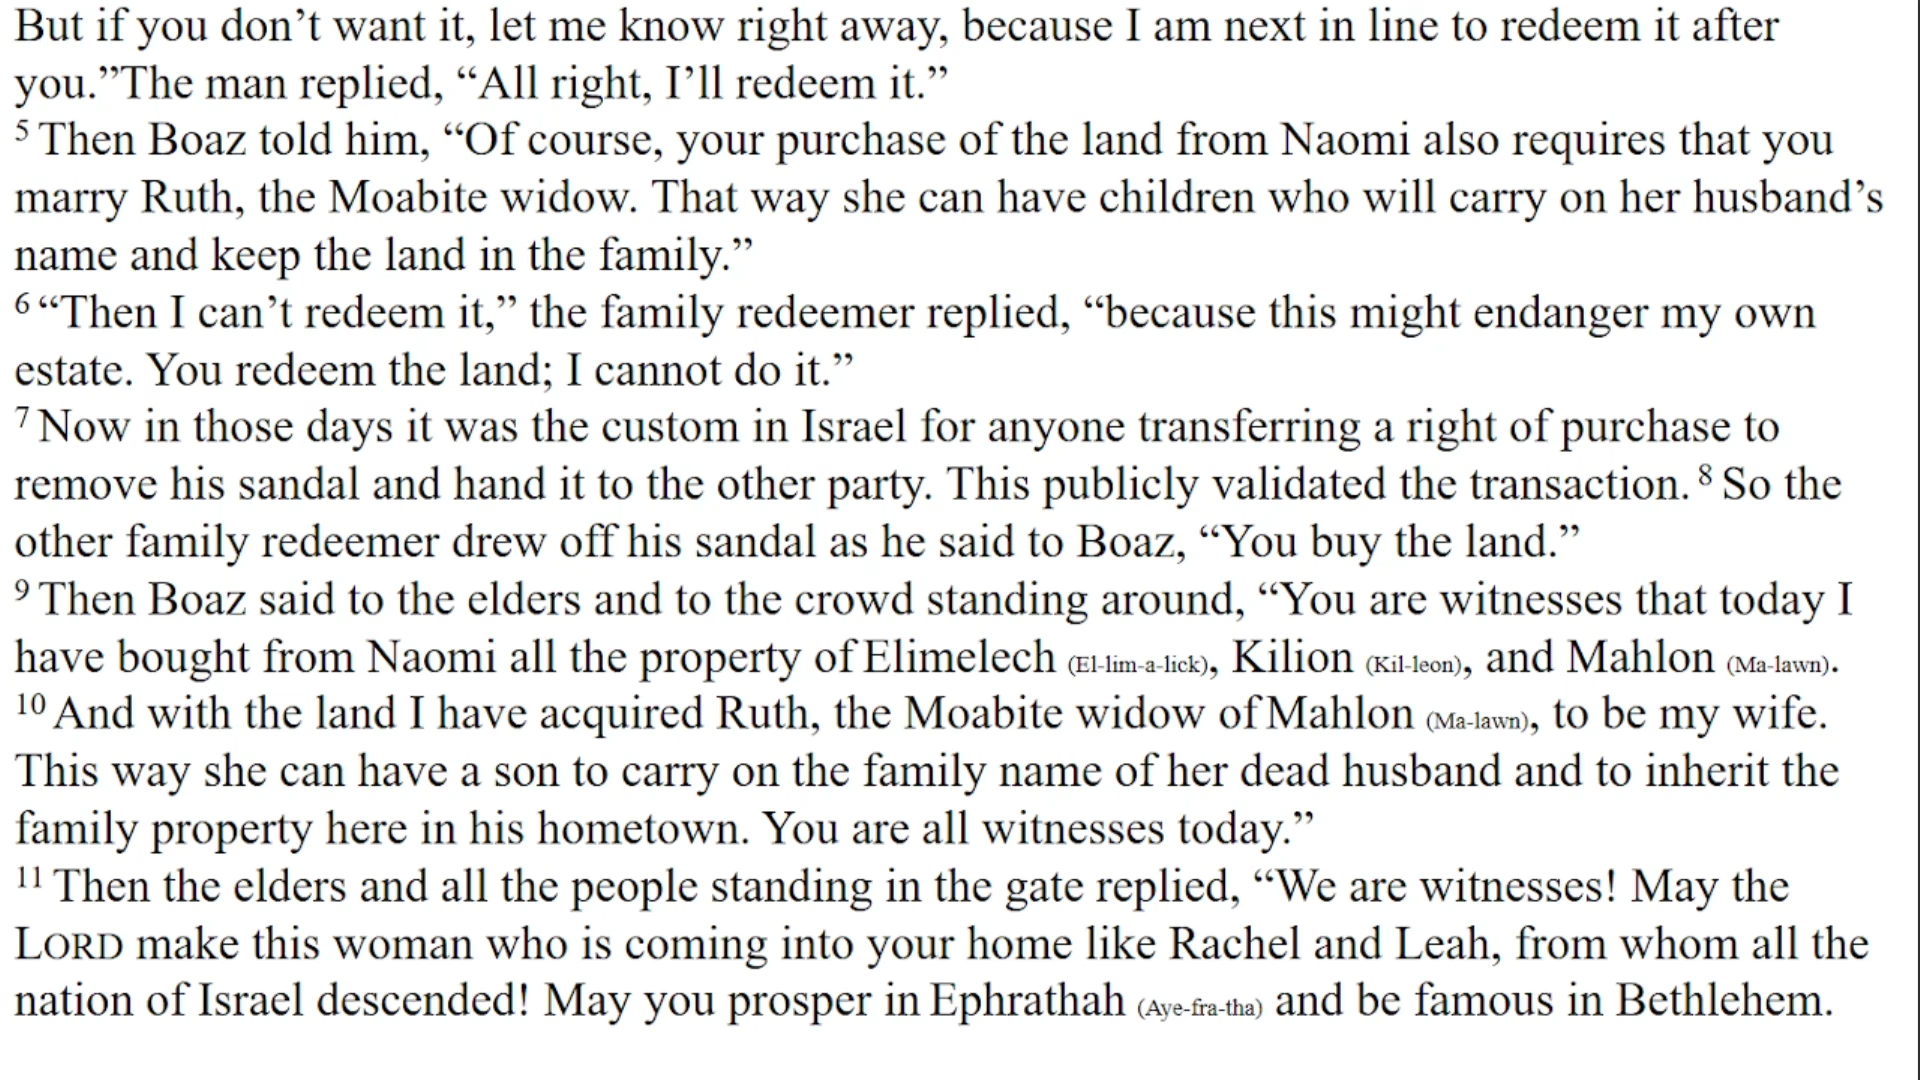 But if you don’t want it, let me know right away, because I am next in line to redeem it after
you.”The man replied, “All right, I’ll redeem it.”
5 Then Boaz told him, “Of course, your purchase of the land from Naomi also requires that you
marry Ruth, the Moabite widow. That way she can have children who will carry on her husband’s
name and keep the land in the family.”
6 “Then I can’t redeem it,” the family redeemer replied, “because this might endanger my own
estate. You redeem the land; I cannot do it.”
7 Now in those days it was the custom in Israel for anyone transferring a right of purchase to
remove his sandal and hand it to the other party. This publicly validated the transaction. 8 So the
other family redeemer drew off his sandal as he said to Boaz, “You buy the land.”
9 Then Boaz said to the elders and to the crowd standing around, “You are witnesses that today I
have bought from Naomi all the property of Elimelech (El-lim-a-lick), Kilion (Kil-leon), and Mahlon (Ma-lawn).
10 And with the land I have acquired Ruth, the Moabite widow of Mahlon (Ma-lawn), to be my wife.
This way she can have a son to carry on the family name of her dead husband and to inherit the
family property here in his hometown. You are all witnesses today.”
11 Then the elders and all the people standing in the gate replied, “We are witnesses! May the
LORD make this woman who is coming into your home like Rachel and Leah, from whom all the
nation of Israel descended! May you prosper in Ephrathah (Aye-fra-tha) and be famous in Bethlehem.